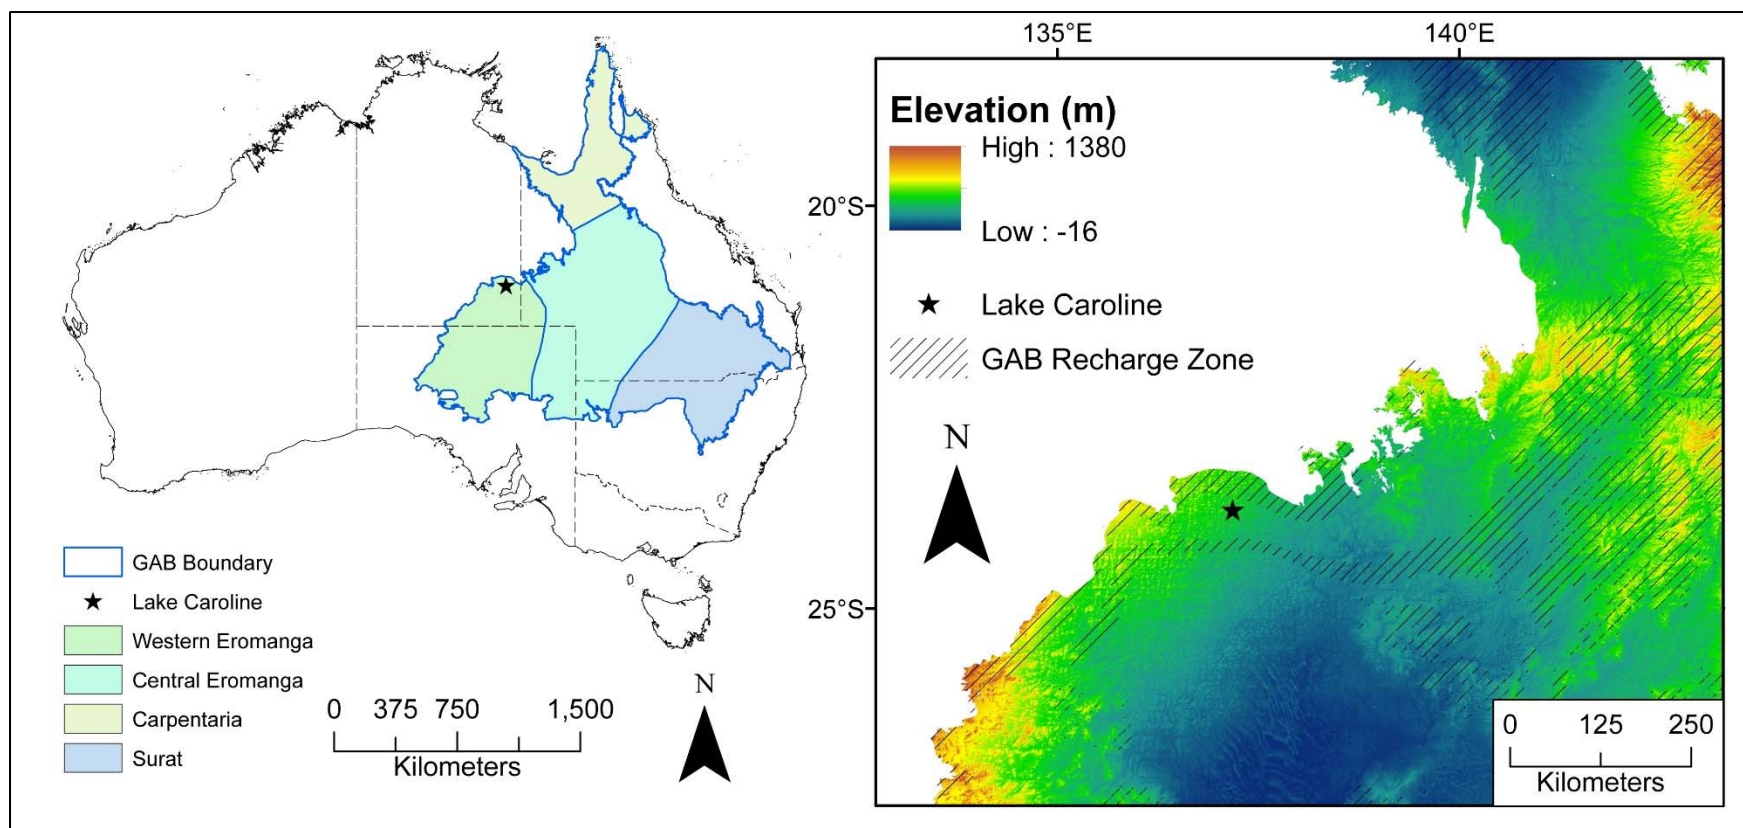 GAB Boundary
Lake Caroline
Western Eromanga
Central Eromanga
Carpentaria
Surat
0 375 750 1,500
Kilometers
N
135°E 140°E
20°S
25°S
Elevation (m)
High : 1380
Low : -16
Lake Caroline
GAB Recharge Zone
N
0 125 250
Kilometers